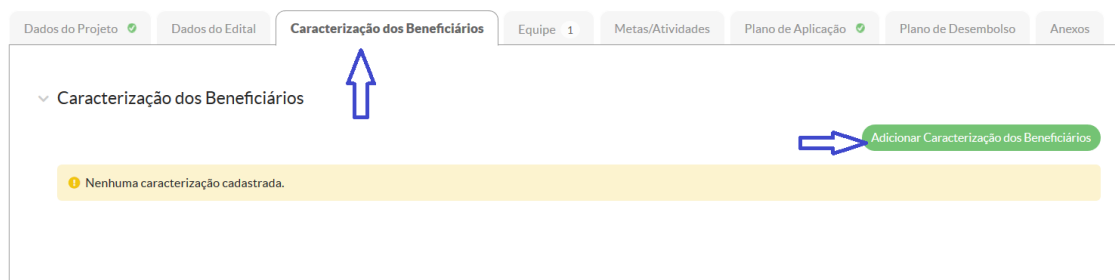 Dados do Projeto Dados do Edital Caracterização dos Beneficiários Equipe 1 Metas/Atividades Plano de Aplicação Plano de Desembolso Anexos
Caracterização dos Beneficiários
Adicionar Caracterização dos Beneficiários
Nenhuma caracterização cadastrada.